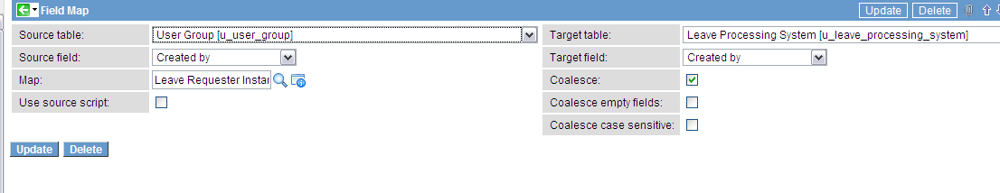 Field Map Update Delete
Source table: User Group [u_user_group] Target table: Leave Processing System [u_leave_processing_system]
Source field: Created by Target field: Created by
Map: Leave Requester Instar Coalesce:
Use source script: Coalesce empty fields:
Coalesce case sensitive:
Update Delete